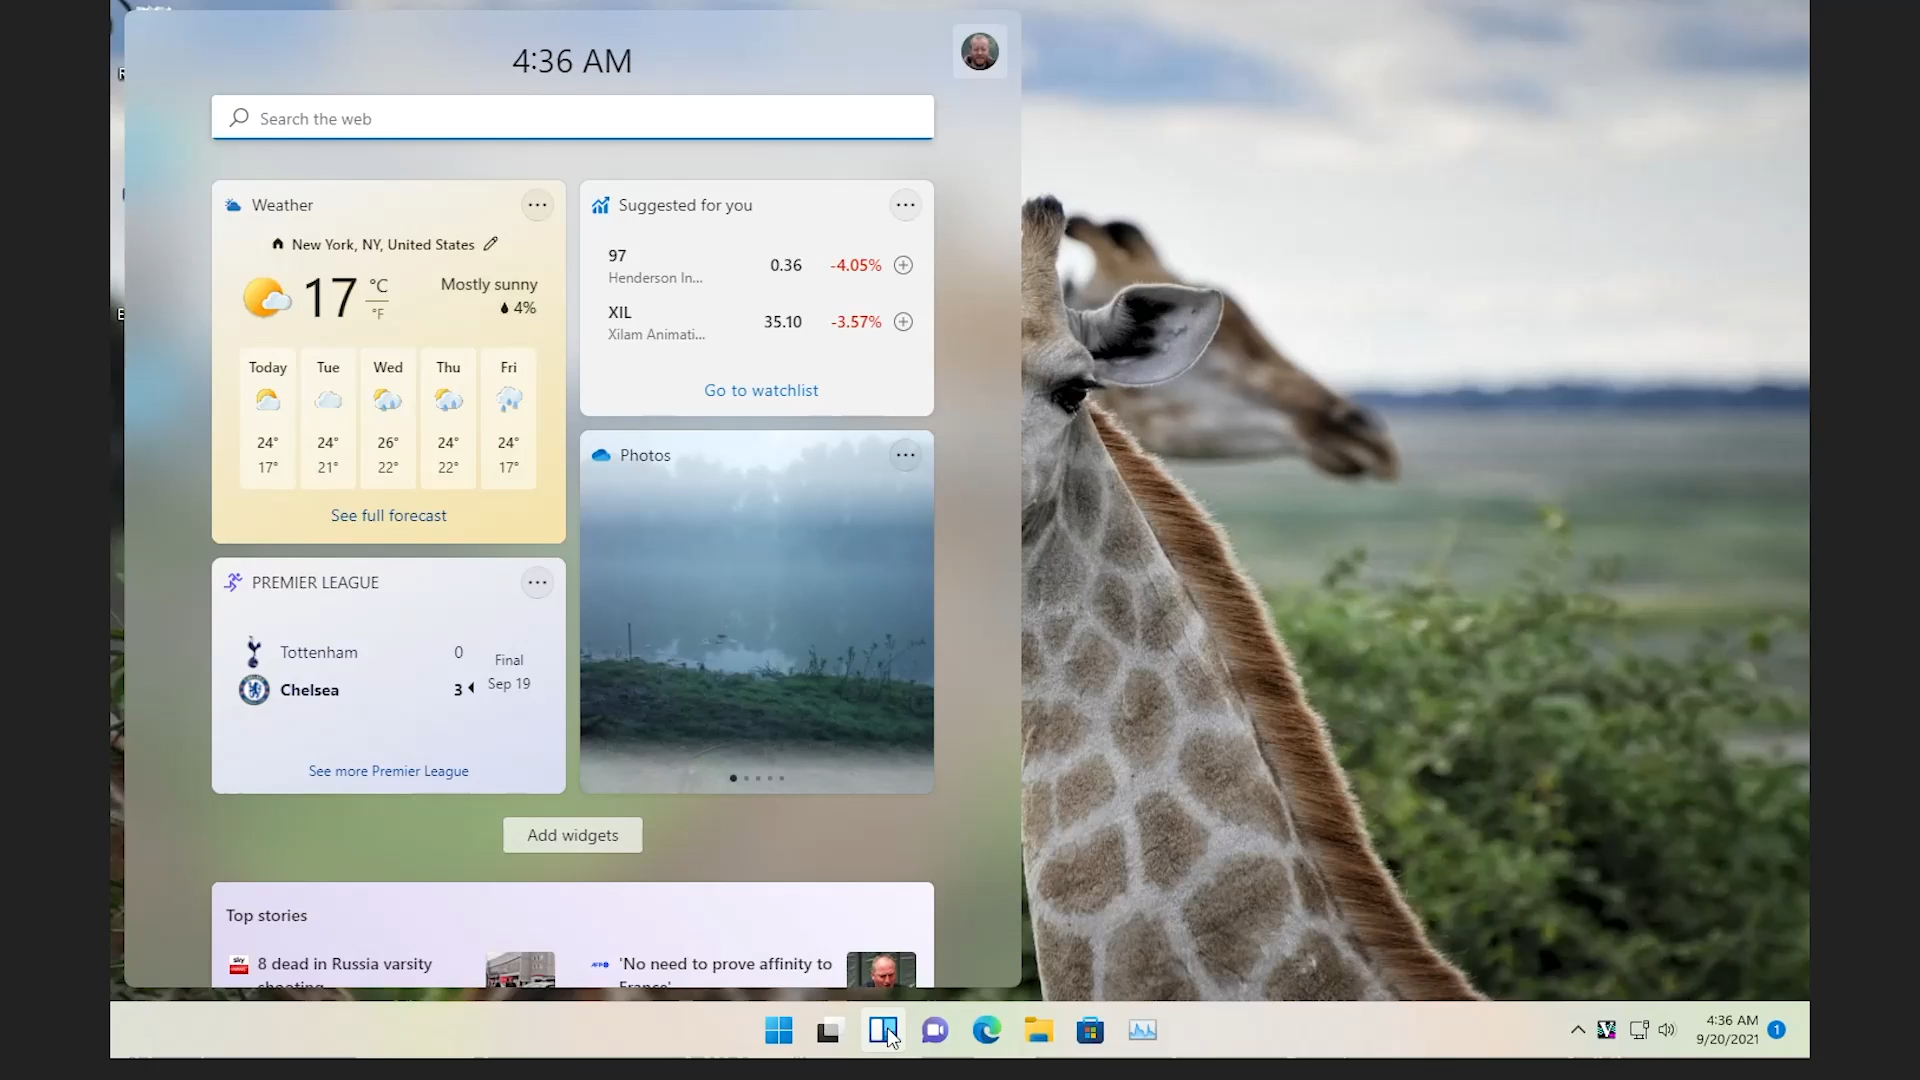 4:36 AM
Search the web
Weather
New York, NY, United States
17 °C
°F
Mostly sunny
4%
Today Tue Wed Thu Fri
24° 24° 26° 24° 24°
17° 21° 22° 22° 17°
See full forecast
Suggested for you
97 0.36 -4.05%
Henderson In...
XIL 35.10 -3.57%
Xilam Animati...
Go to watchlist
Photos
PREMIER LEAGUE
Tottenham 0
Chelsea 3
Final
Sep 19
See more Premier League
Add widgets
Top stories
sky
8 dead in Russia varsity
shooting
AFP
'No need to prove affinity to
France'
4:36 AM
9/20/2021
1